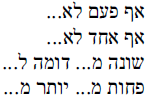 אף פעם לא...
אף אחד לא...
שונה מ... דומה ל...
פחות מ... יותר מ...